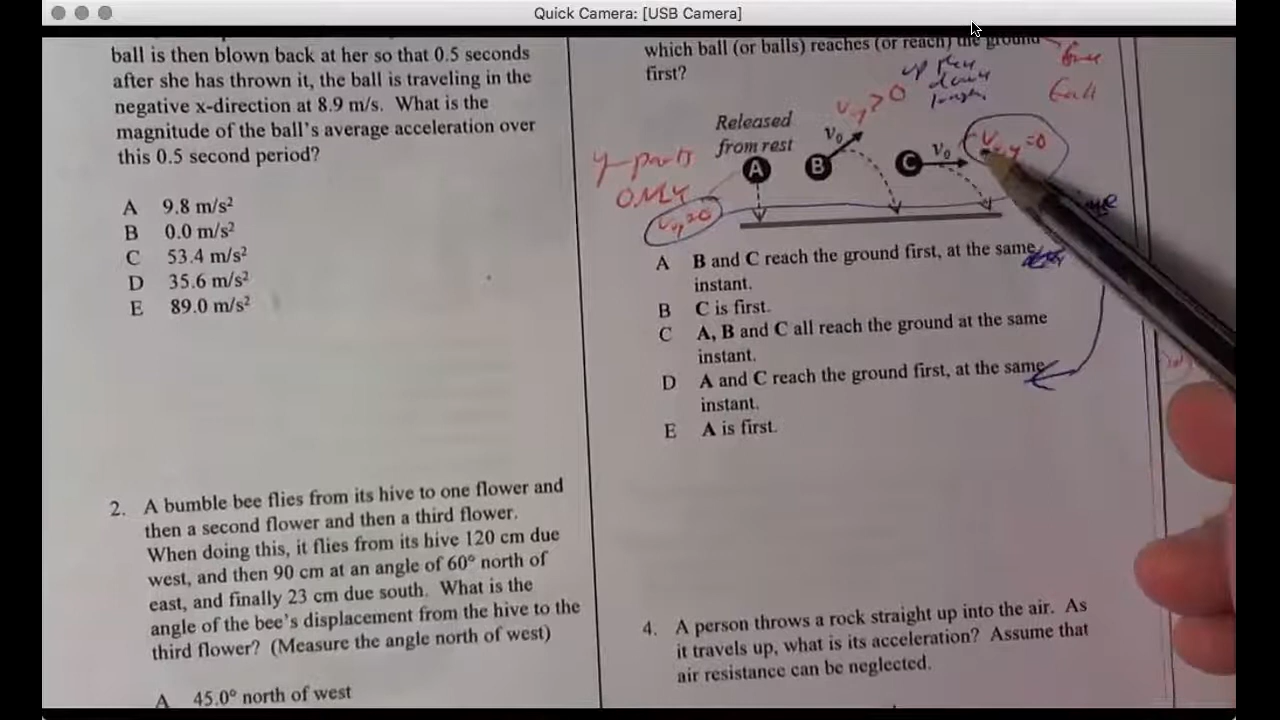 Quick Camera: [USB Camera]
ball is then blown back at her so that 0.5 seconds
after she has thrown it, the ball is traveling in the
negative x-direction at 8.9 m/s. What is the
magnitude of the ball's average acceleration over
this 0.5 second period?
A 9.8 m/s²
B 0.0 m/s²
C 53.4 m/s²
D 35.6 m/s²
E 89.0 m/s²
2. A bumble bee flies from its hive to one flower and
then a second flower and then a third flower.
When doing this, it flies from its hive 120 cm due
west, and then 90 cm at an angle of 60° north of
east, and finally 23 cm due south. What is the
angle of the bee's displacement from the hive to the
third flower? (Measure the angle north of west)
A 45.0° north of west
which ball (or balls) reaches (or reach) the ground
first?
free
fall
up
down
longer
Vy>0
Released
from rest
y-parts
ONLY
Vy=0
A
B
V₀
C
V₀
y=0
A B and C reach the ground first, at the same
instant.
B C is first.
C A, B and C all reach the ground at the same
instant.
D A and C reach the ground first, at the same
instant.
E A is first.
4. A person throws a rock straight up into the air. As
it travels up, what is its acceleration? Assume that
air resistance can be neglected.